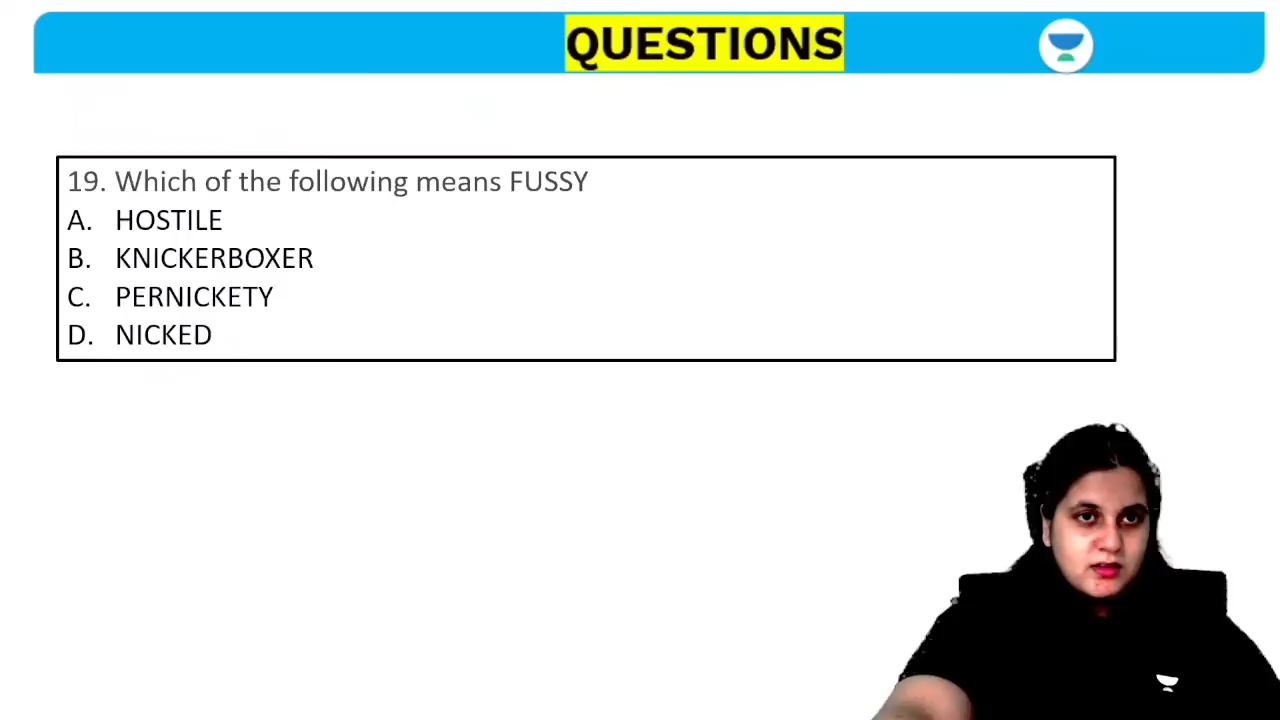 QUESTIONS
19. Which of the following means FUSSY
A. HOSTILE
B. KNICKERBOXER
C. PERNICKETY
D. NICKED